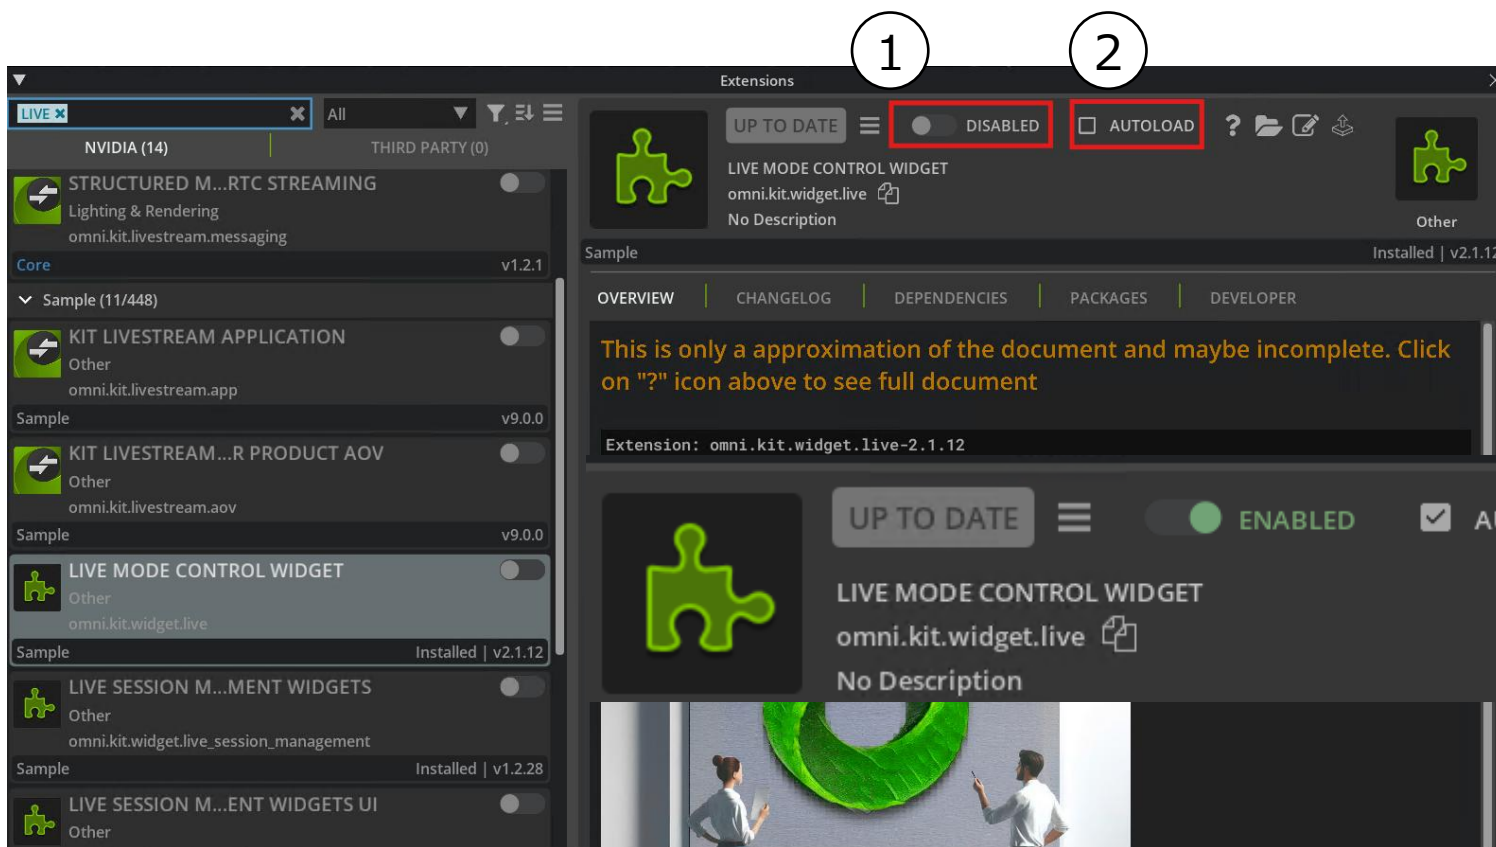 1
2
Extensions
LIVE
All
NVIDIA (14)
THIRD PARTY (0)
STRUCTURED M...RTC STREAMING
Lighting & Rendering
omni.kit.livestream.messaging
Core
v1.2.1
Sample (11/448)
KIT LIVESTREAM APPLICATION
Other
omni.kit.livestream.app
Sample
v9.0.0
KIT LIVESTREAM...R PRODUCT AOV
Other
omni.kit.livestream.aov
Sample
v9.0.0
LIVE MODE CONTROL WIDGET
Other
omni.kit.widget.live
Sample
Installed | v2.1.12
LIVE SESSION M...MENT WIDGETS
Other
omni.kit.widget.live_session_management
Sample
Installed | v1.2.28
LIVE SESSION M...ENT WIDGETS UI
Other
UP TO DATE
DISABLED
AUTOLOAD
?
LIVE MODE CONTROL WIDGET
omni.kit.widget.live
No Description
Other
Sample
Installed | v2.1.12
OVERVIEW
CHANGELOG
DEPENDENCIES
PACKAGES
DEVELOPER
This is only a approximation of the document and maybe incomplete. Click
on "?" icon above to see full document
Extension: omni.kit.widget.live-2.1.12
UP TO DATE
ENABLED
LIVE MODE CONTROL WIDGET
omni.kit.widget.live
No Description